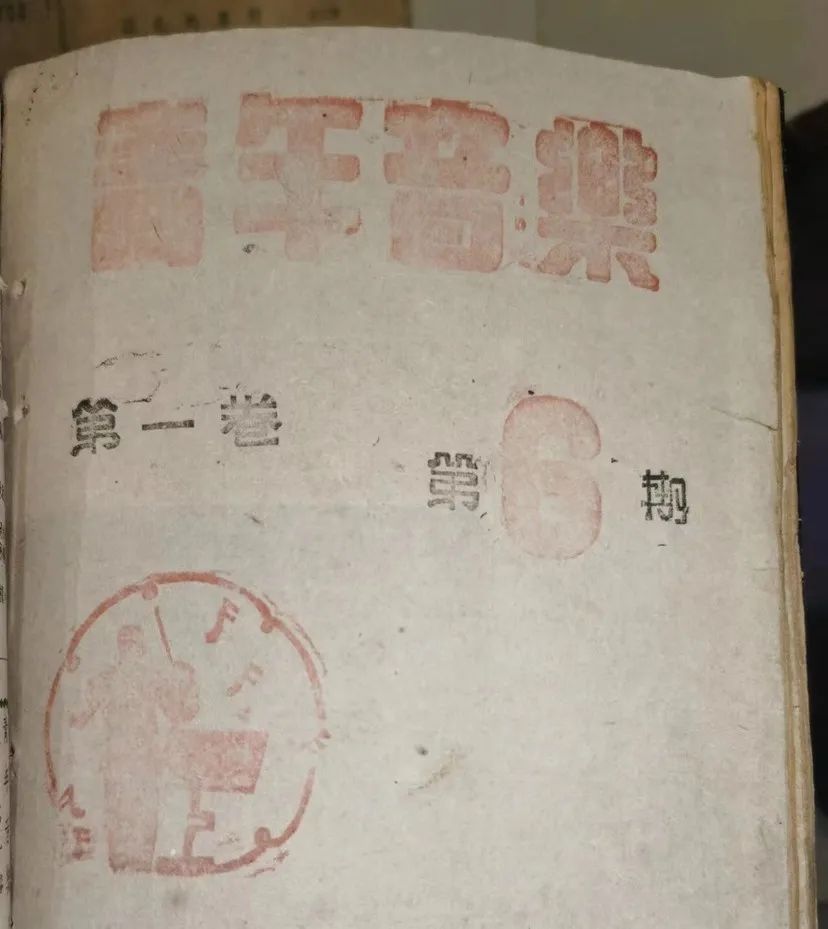 青年音樂
第一卷
第6期